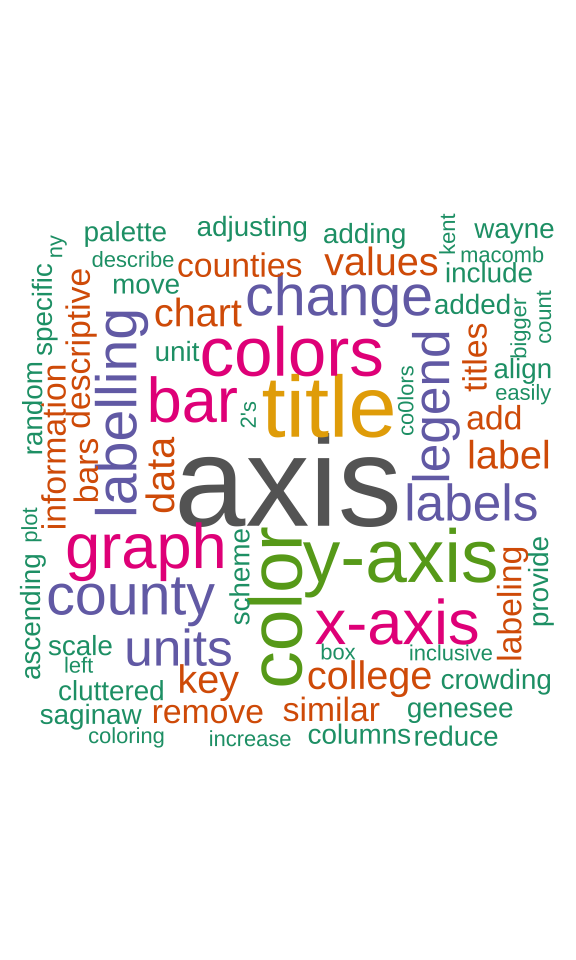 palette
adjusting
adding
kent
wayne
ny
describe
counties
values
macomb
include
specific
descriptive
move
chart
change
added
bigger
count
labelling
unit
colors
legend
titles
align
easily
random
information
bar
2's
title
co0lors
add
bars
data
axis
label
labels
plot
graph
scheme
color
y-axis
labeling
provide
ascending
county
x-axis
scale
left
units
box
inclusive
cluttered
key
college
crowding
saginaw
remove
similar
genesee
coloring
increase
columns
reduce